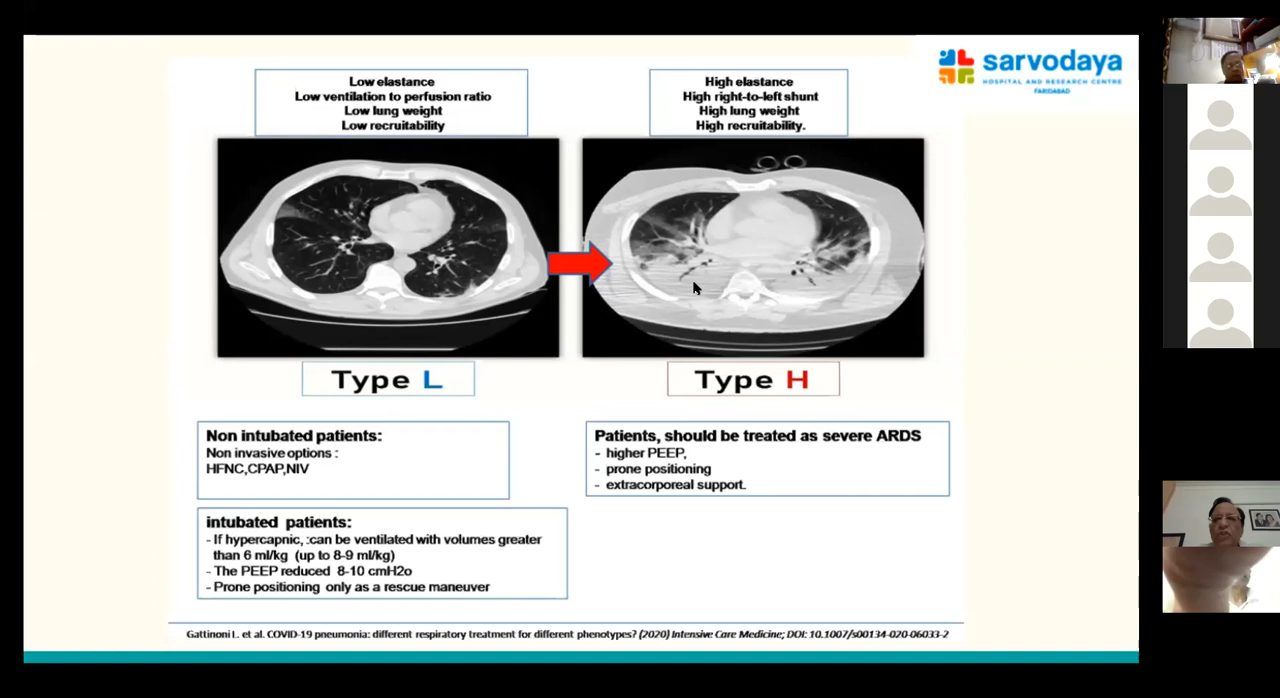 sarvodaya
HOSPITAL AND RESEARCH CENTRE
FARIDABAD
Low elastance
Low ventilation to perfusion ratio
Low lung weight
Low recruitability
High elastance
High right-to-left shunt
High lung weight
High recruitability.
Type L
Type H
Non intubated patients:
Non invasive options :
HFNC,CPAP,NIV
Patients, should be treated as severe ARDS
- higher PEEP,
- prone positioning
- extracorporeal support.
intubated patients:
- If hypercapnic, :can be ventilated with volumes greater
than 6 ml/kg (up to 8-9 ml/kg)
- The PEEP reduced 8-10 cmH2o
- Prone positioning only as a rescue maneuver
Gattinoni L. et al. COVID-19 pneumonia: different respiratory treatment for different phenotypes? (2020) Intensive Care Medicine; DOI: 10.1007/s00134-020-06033-2